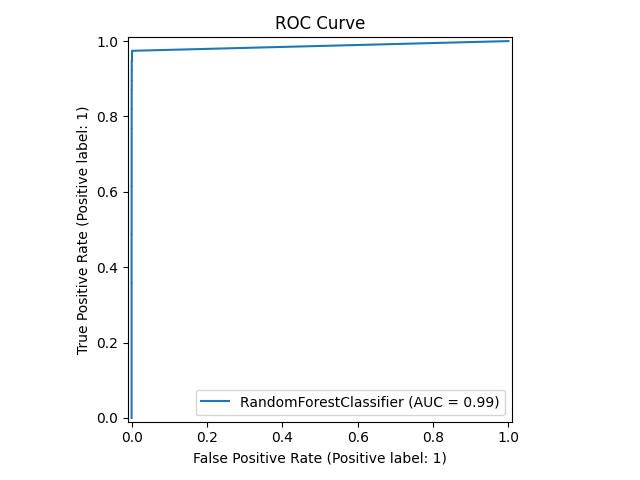 ROC Curve
True Positive Rate (Positive label: 1)
1.0
0.8
0.6
0.4
0.2
0.0
RandomForestClassifier (AUC = 0.99)
0.0 0.2 0.4 0.6 0.8 1.0
False Positive Rate (Positive label: 1)